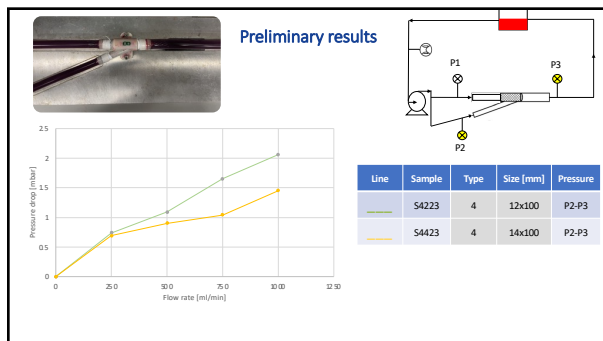 Preliminary results
P1
P3
P2
2.5
2
1.5
1
0.5
0
Pressure drop [mbar]
0 250 500 750 1000 1250
Flow rate [ml/min]
Line Sample Type Size [mm] Pressure
S4223 4 12x100 P2-P3
S4423 4 14x100 P2-P3